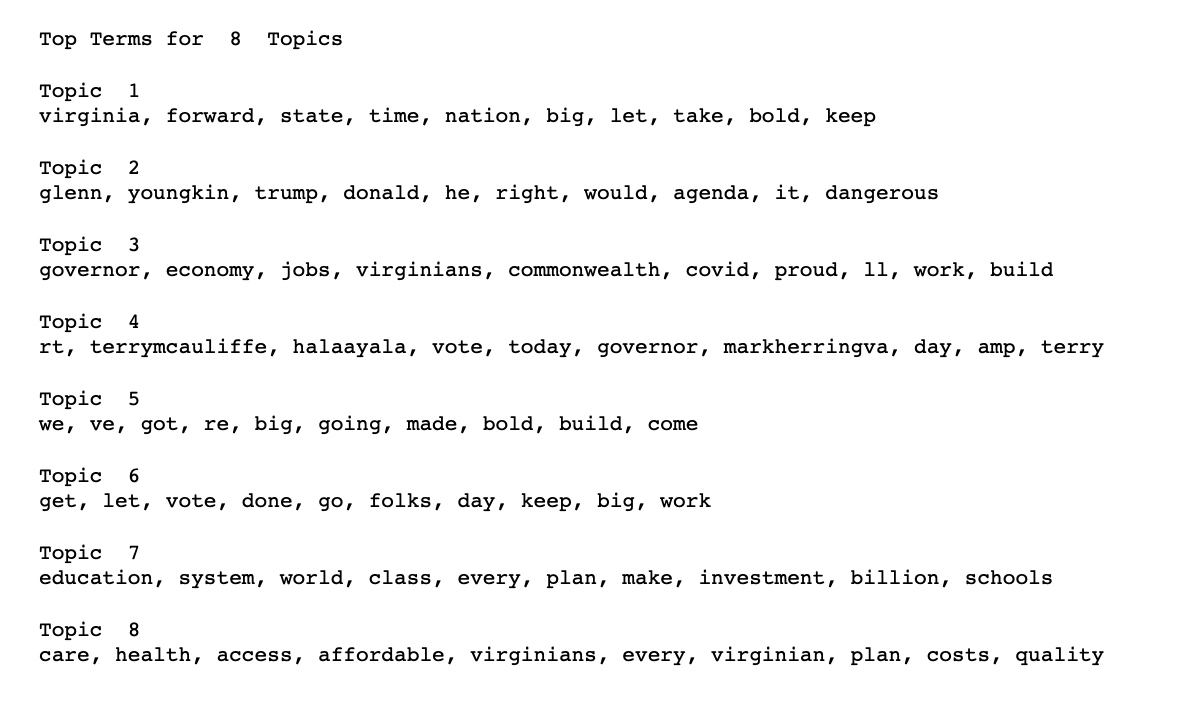 Top Terms for  8  Topics
Topic  1
virginia, forward, state, time, nation, big, let, take, bold, keep
Topic  2
glenn, youngkin, trump, donald, he, right, would, agenda, it, dangerous
Topic  3
governor, economy, jobs, virginians, commonwealth, covid, proud, ll, work, build
Topic  4
rt, terrymcauliffe, halaayala, vote, today, governor, markherringva, day, amp, terry
Topic  5
we, ve, got, re, big, going, made, bold, build, come
Topic  6
get, let, vote, done, go, folks, day, keep, big, work
Topic  7
education, system, world, class, every, plan, make, investment, billion, schools
Topic  8
care, health, access, affordable, virginians, every, virginian, plan, costs, quality